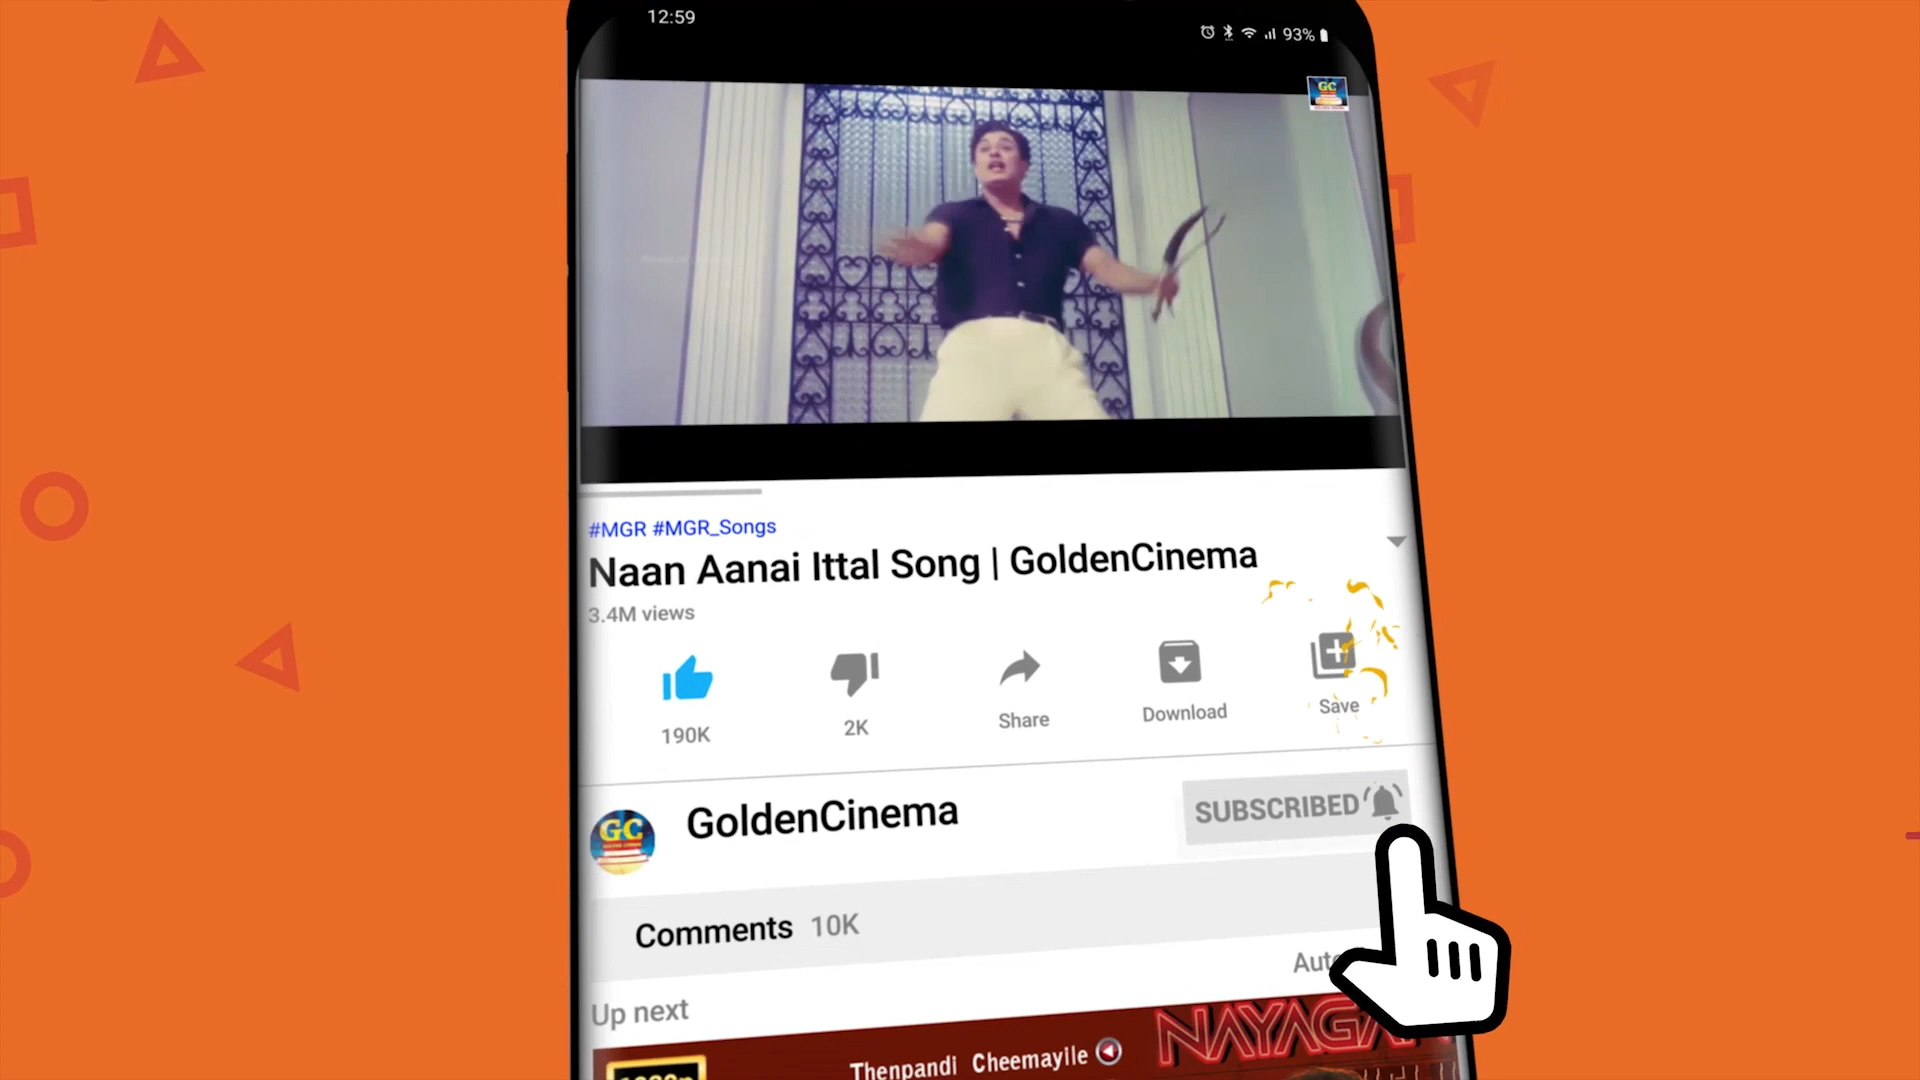 12:59
93%
GC
#MGR #MGR_Songs
Naan Aanai Ittal Song | GoldenCinema
3.4M views
190K
2K
Share
Download
Save
GC
GoldenCinema
SUBSCRIBED
Comments 10K
Up next
Thenpandi Cheemayile